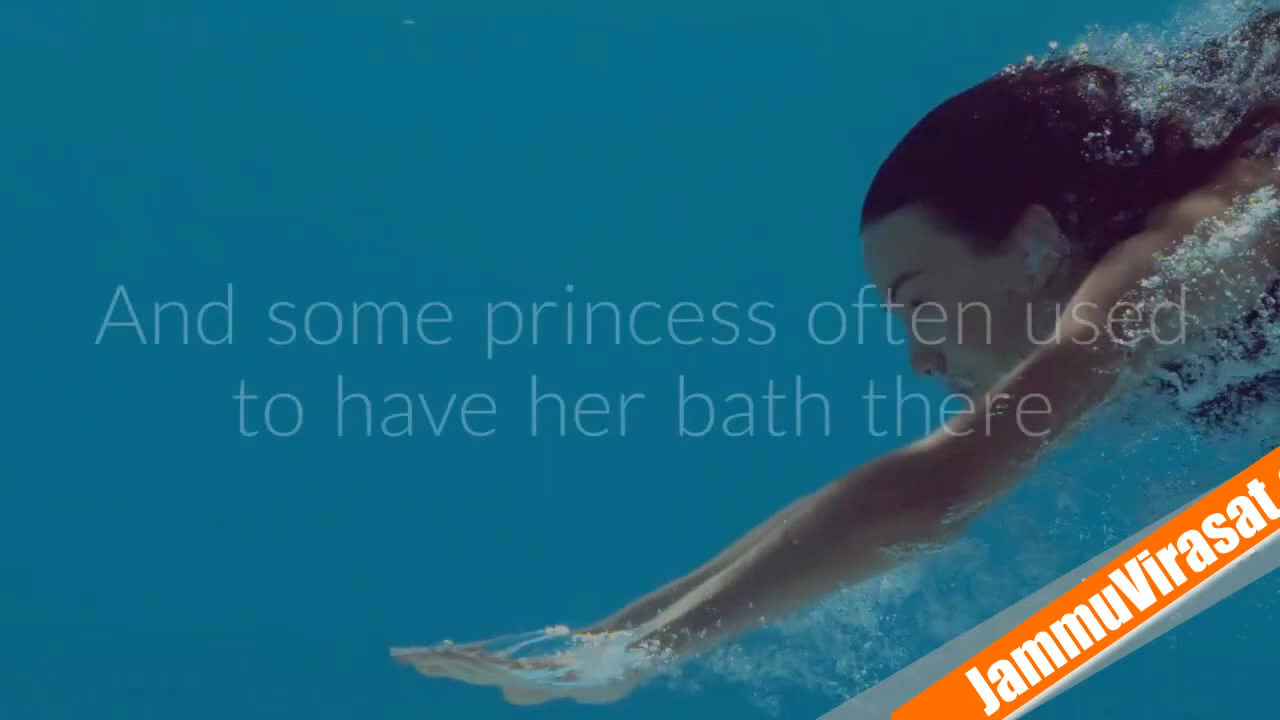 And some princess often used
to have her bath there
JammuVirasat.